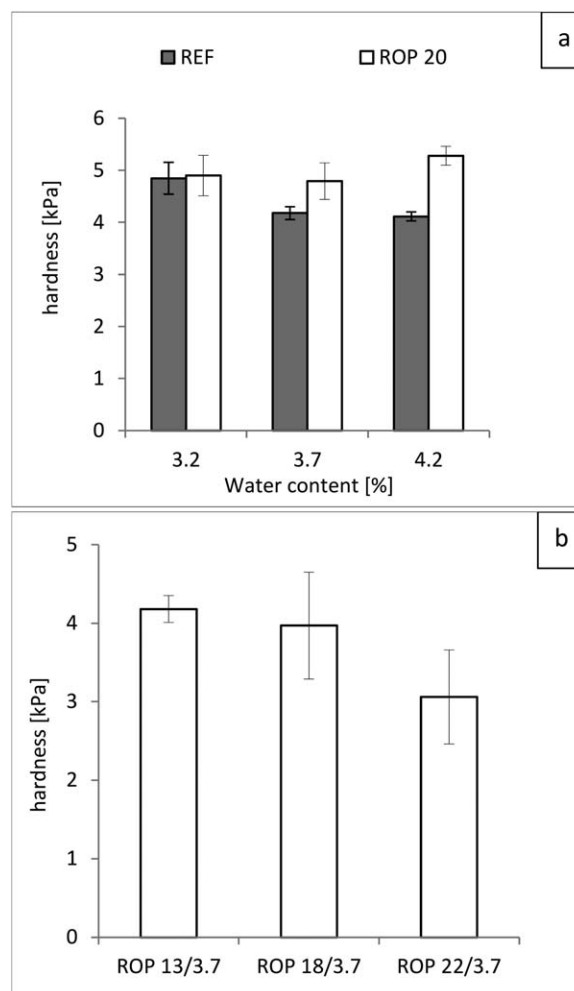 a
REF ROP 20
6
5
4
3
2
1
0
hardness [kPa]
3.2 3.7 4.2
Water content [%]
b
5
4
3
2
1
0
hardness [kPa]
ROP 13/3.7 ROP 18/3.7 ROP 22/3.7